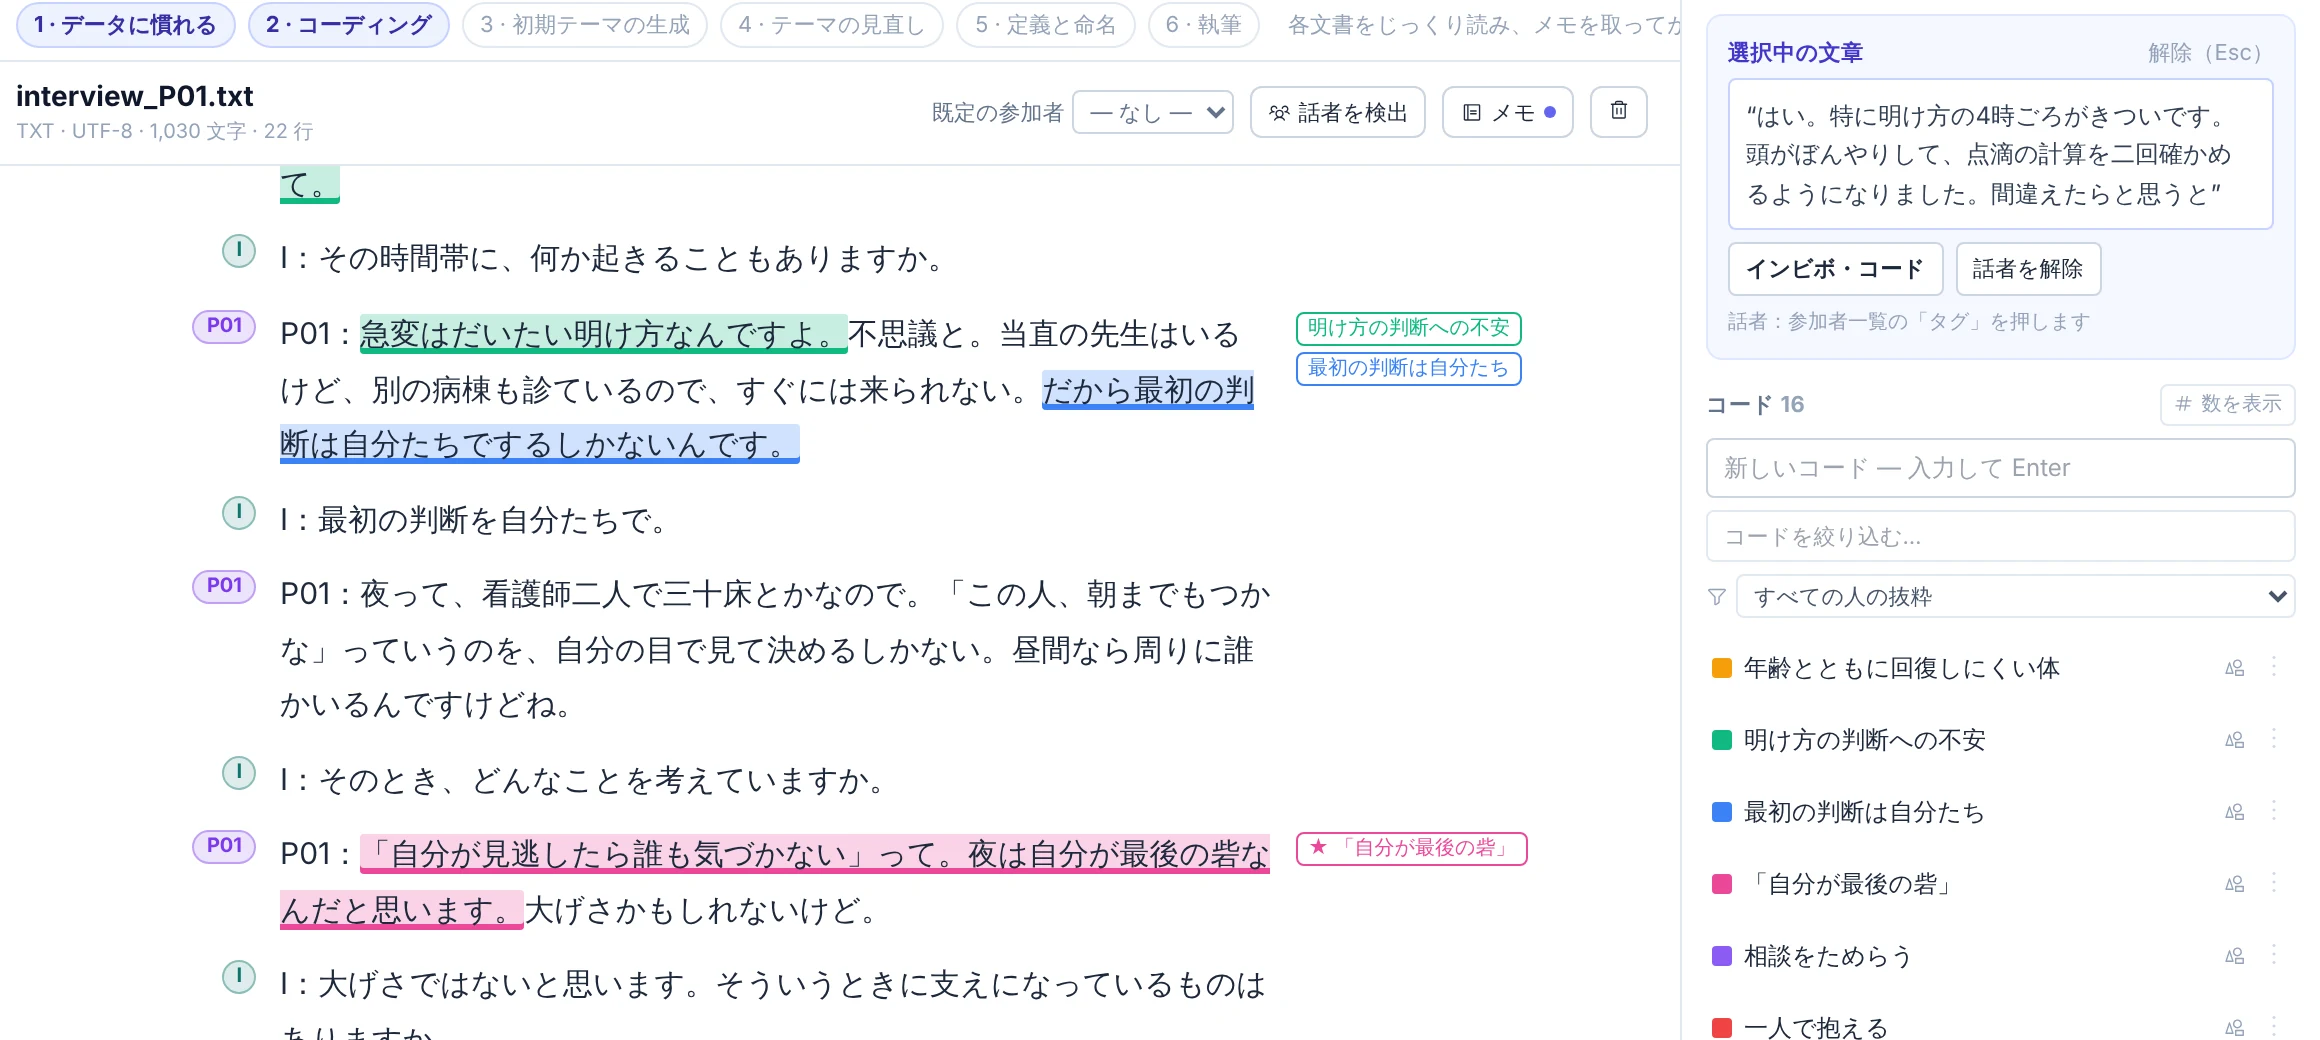 1 · データに慣れる
2 · コーディング
3 · 初期テーマの生成
4 · テーマの見直し
5 · 定義と命名
6 · 執筆
各文書をじっくり読み、メモを取って
interview_P01.txt
TXT · UTF-8 · 1,030 文字 · 22 行
既定の参加者
— なし —
話者を検出
メモ
て。
I
I：その時間帯に、何か起きることもありますか。
P01
P01：急変はだいたい明け方なんですよ。不思議と。当直の先生はいる
けど、別の病棟も診ているので、すぐには来られない。だから最初の判
断は自分たちでするしかないんです。
明け方の判断への不安
最初の判断は自分たち
I
I：最初の判断を自分たちで。
P01
P01：夜って、看護師二人で三十床とかなので。「この人、朝までもつか
な」っていうのを、自分の目で見て決めるしかない。昼間なら周りに誰
かいるんですけどね。
I
I：そのとき、どんなことを考えていますか。
P01
P01：「自分が見逃したら誰も気づかない」って。夜は自分が最後の砦な
んだと思います。大げさかもしれないけど。
★ 「自分が最後の砦」
I
I：大げさではないと思います。そういうときに支えになっているものは
ありますか
選択中の文章
解除（Esc）
“はい。特に明け方の4時ごろがきついです。
頭がぼんやりして、点滴の計算を二回確かめ
るようになりました。間違えたらと思うと”
インビボ・コード
話者を解除
話者：参加者一覧の「タグ」を押します
コード 16
# 数を表示
新しいコード — 入力して Enter
コードを絞り込む...
すべての人の抜粋
年齢とともに回復しにくい体
明け方の判断への不安
最初の判断は自分たち
「自分が最後の砦」
相談をためらう
一人で抱える